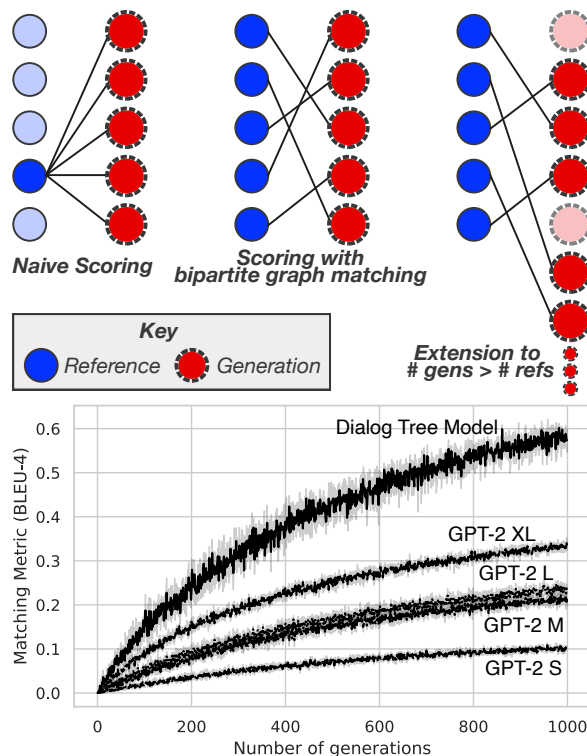 Naive Scoring
Scoring with
bipartite graph matching
Extension to
# gens > # refs
Key
Reference
Generation
Matching Metric (BLEU-4)
0.6
0.5
0.4
0.3
0.2
0.1
0.0
Dialog Tree Model
GPT-2 XL
GPT-2 L
GPT-2 M
GPT-2 S
0
200
400
600
800
1000
Number of generations